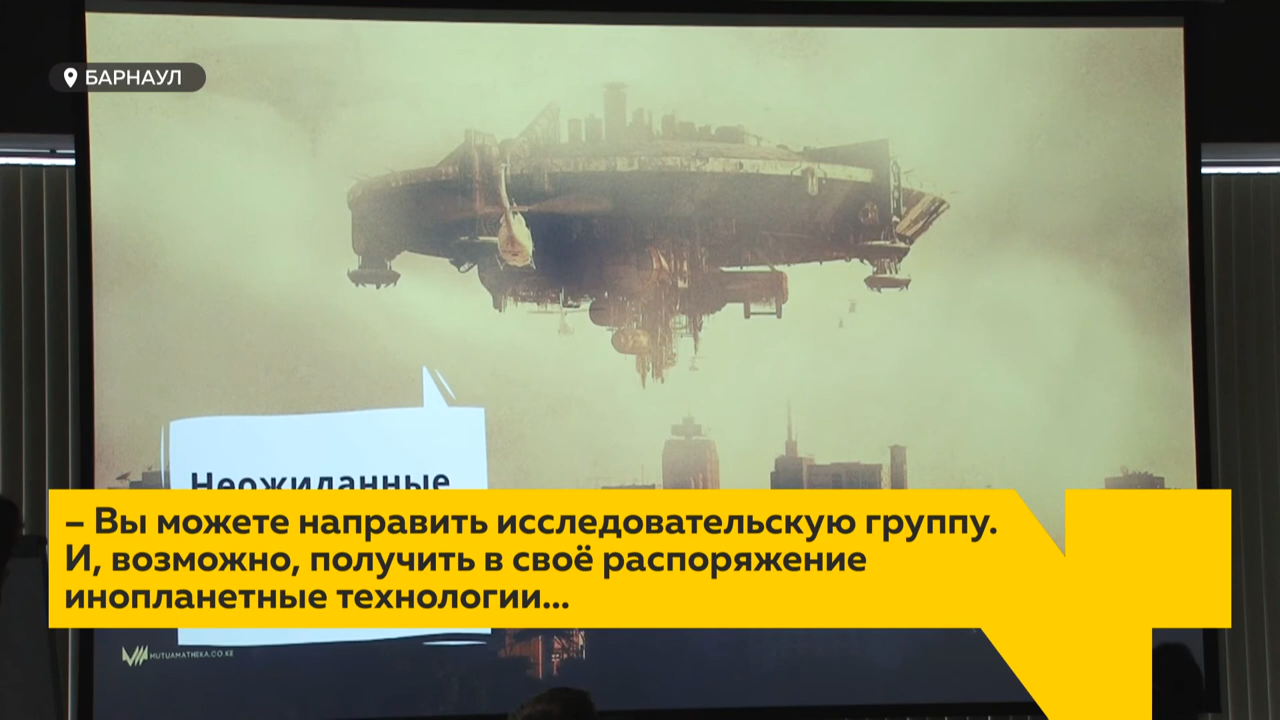 БАРНАУЛ
Неожиданные
– Вы можете направить исследовательскую группу.
И, возможно, получить в своё распоряжение
инопланетные технологии...
MUTUAMATHEKA.CO.KE